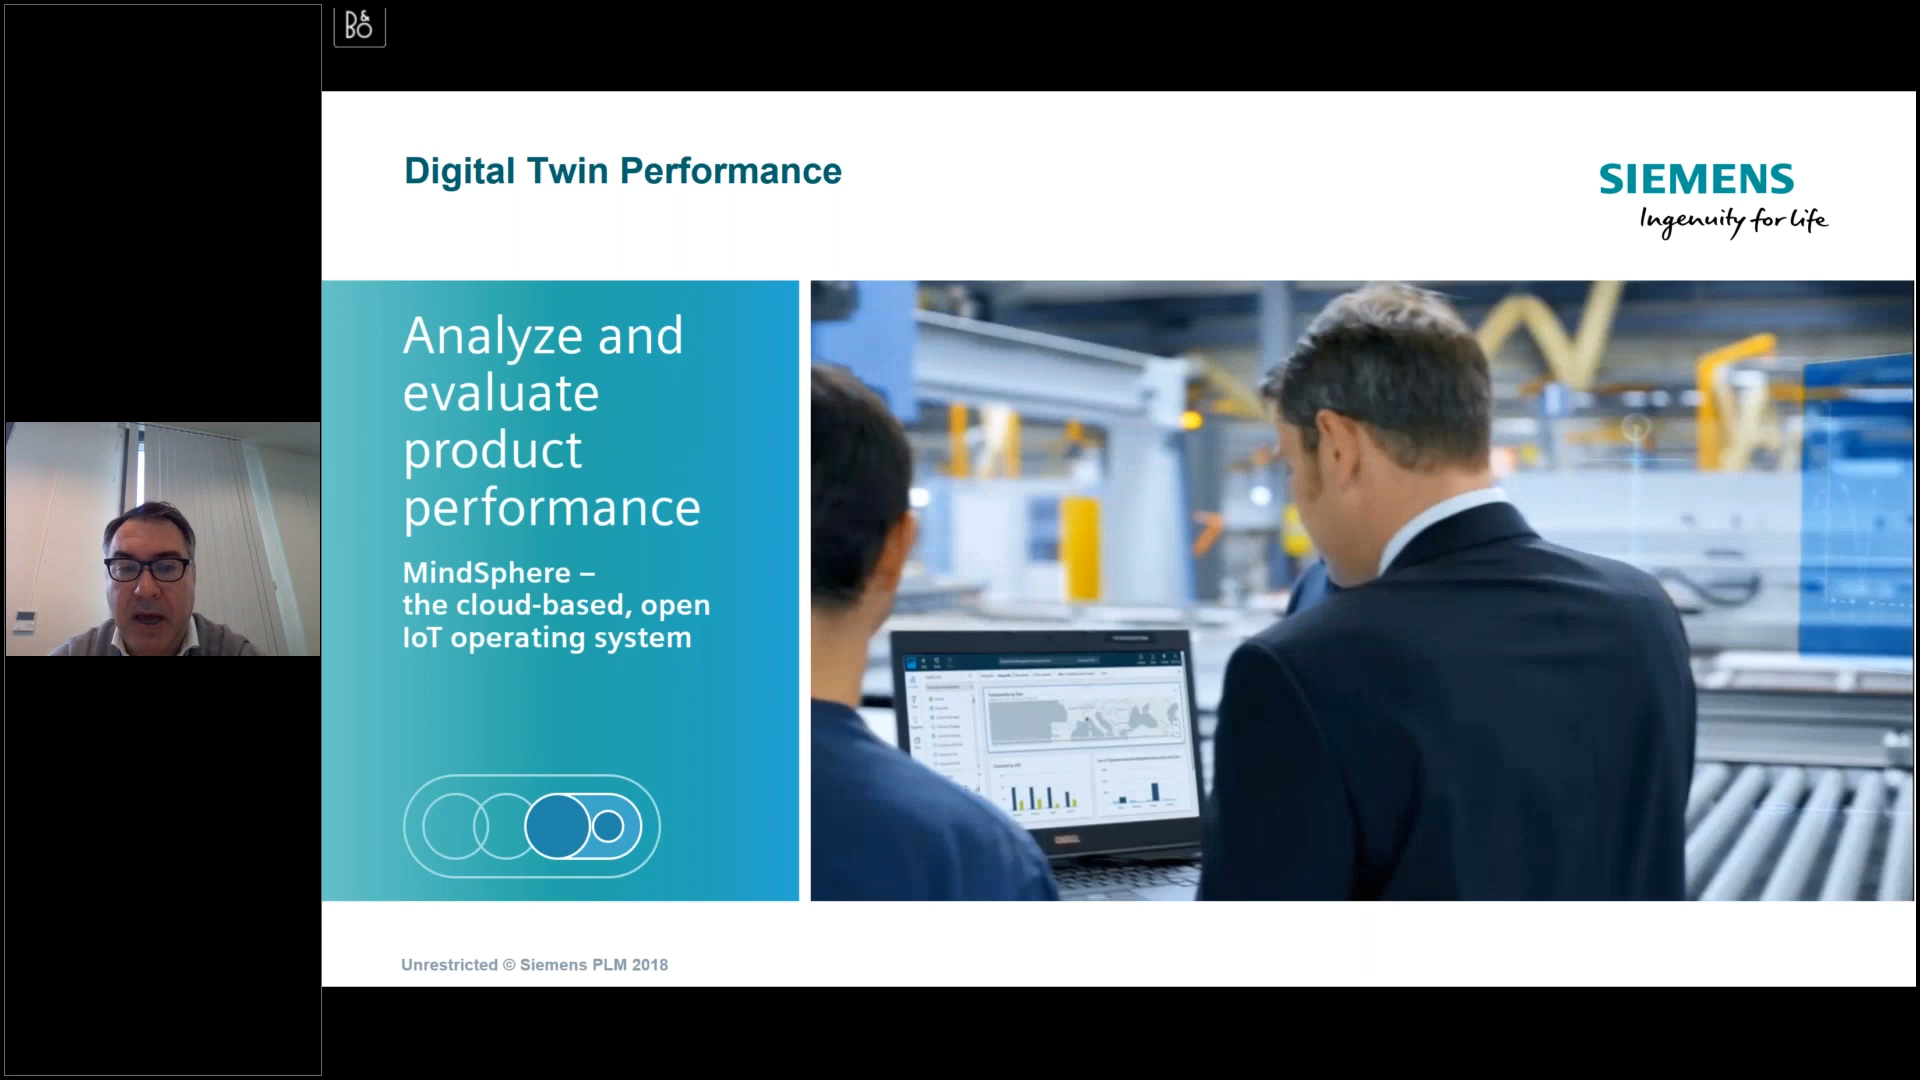 B&O
Digital Twin Performance
SIEMENS
Ingenuity for life
Analyze and
evaluate
product
performance
MindSphere –
the cloud-based, open
IoT operating system
Unrestricted © Siemens PLM 2018